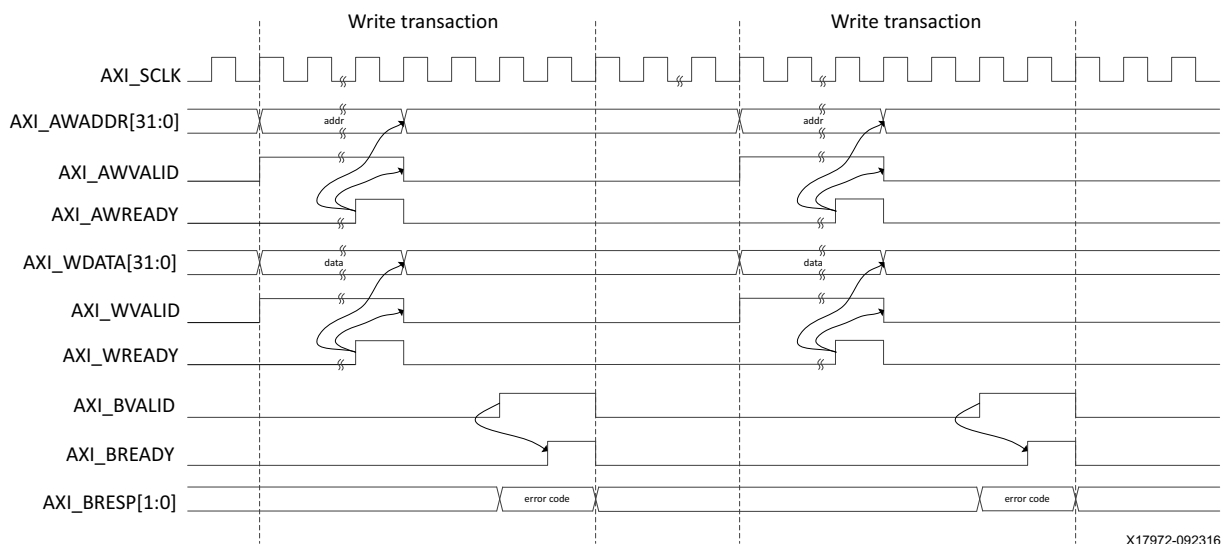 Write transaction Write transaction
AXI_SCLK
AXI_AWADDR[31:0] addr addr
AXI_AWVALID
AXI_AWREADY
AXI_WDATA[31:0] data data
AXI_WVALID
AXI_WREADY
AXI_BVALID
AXI_BREADY
AXI_BRESP[1:0] error code error code
X17972-092316